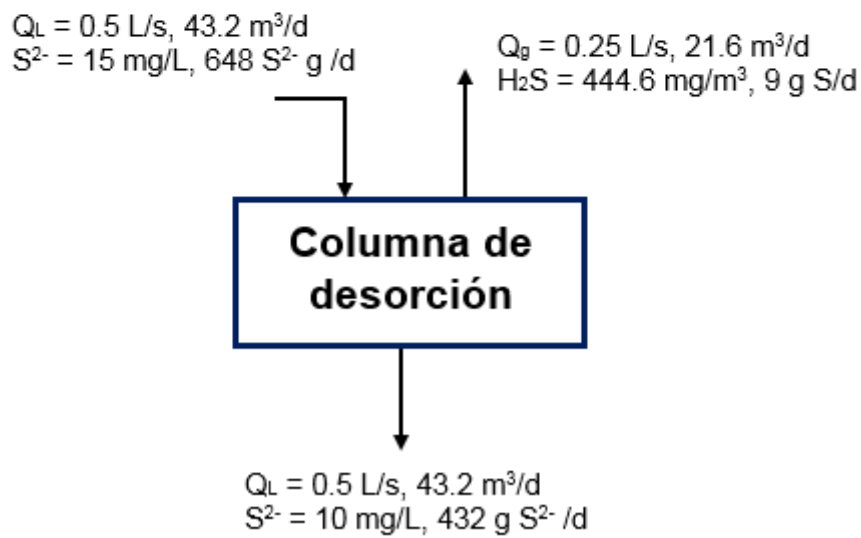 QL = 0.5 L/s, 43.2 m³/d
S²⁻ = 15 mg/L, 648 S²⁻ g /d
Qg = 0.25 L/s, 21.6 m³/d
H₂S = 444.6 mg/m³, 9 g S/d
Columna de
desorción
QL = 0.5 L/s, 43.2 m³/d
S²⁻ = 10 mg/L, 432 g S²⁻ /d